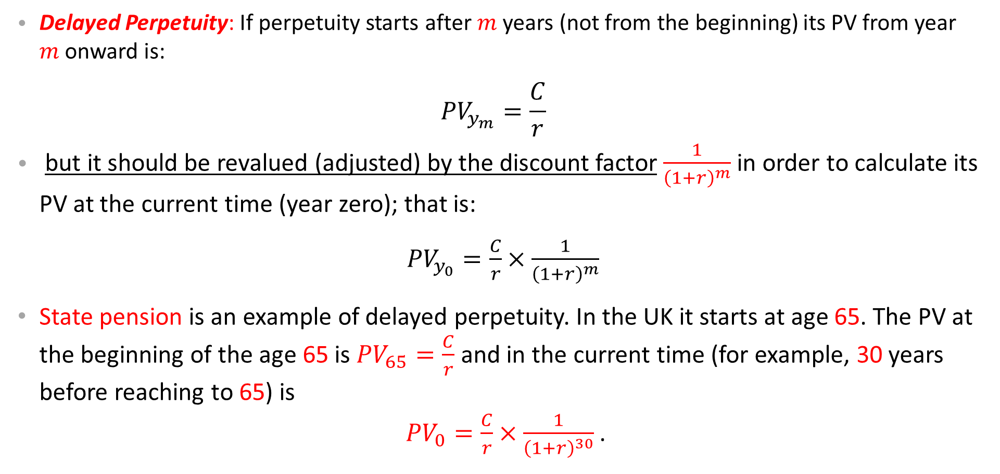 • Delayed Perpetuity: If perpetuity starts after m years (not from the beginning) its PV from year
m onward is:
PV_{y_m} = \frac{C}{r}
• but it should be revalued (adjusted) by the discount factor \frac{1}{(1+r)^m} in order to calculate its
PV at the current time (year zero); that is:
PV_{y_0} = \frac{C}{r} × \frac{1}{(1+r)^m}
• State pension is an example of delayed perpetuity. In the UK it starts at age 65. The PV at
the beginning of the age 65 is PV_{65} = \frac{C}{r} and in the current time (for example, 30 years
before reaching to 65) is
PV_0 = \frac{C}{r} × \frac{1}{(1+r)^{30}} .